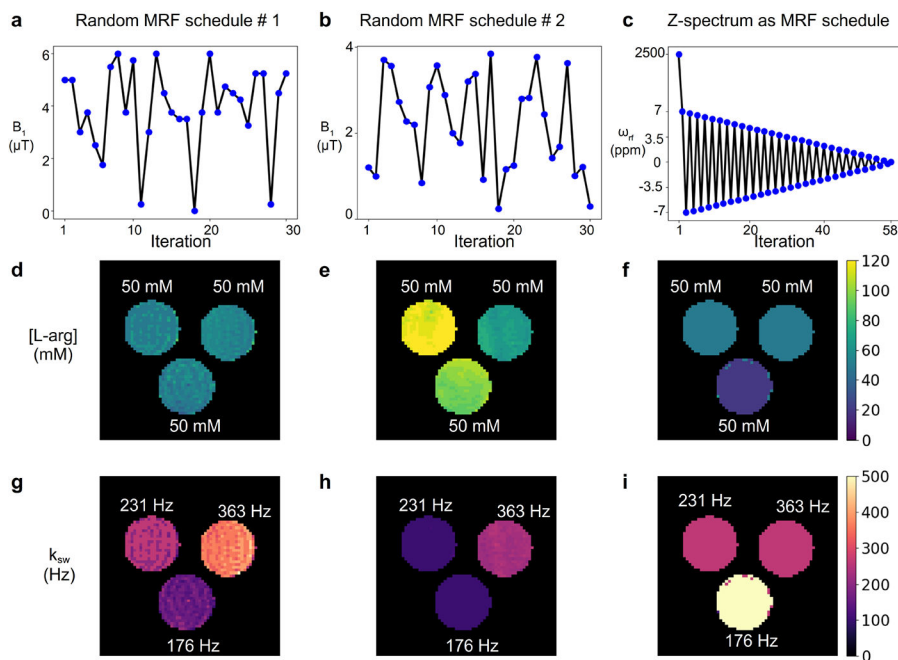 a Random MRF schedule # 1
b Random MRF schedule # 2
c Z-spectrum as MRF schedule
6
4
2
0
B₁
(μT)
1 10 20 30
Iteration
4
2
0
B₁
(μT)
1 10 20 30
Iteration
2500
7
3.5
0
-3.5
-7
ω_rf
(ppm)
1 20 40 58
Iteration
d
e
f
[L-arg]
(mM)
50 mM 50 mM
50 mM
50 mM 50 mM
50 mM
50 mM 50 mM
50 mM
120
100
80
60
40
20
0
g
h
i
k_sw
(Hz)
231 Hz 363 Hz
176 Hz
231 Hz 363 Hz
176 Hz
231 Hz 363 Hz
176 Hz
500
400
300
200
100
0